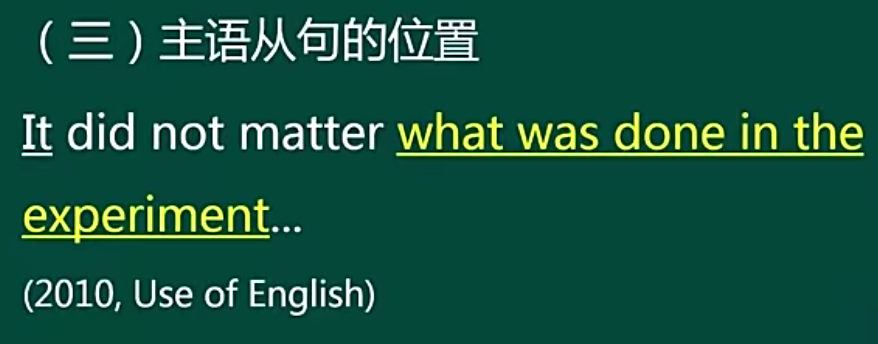 （三）主语从句的位置
It did not matter what was done in the
experiment...
(2010, Use of English)